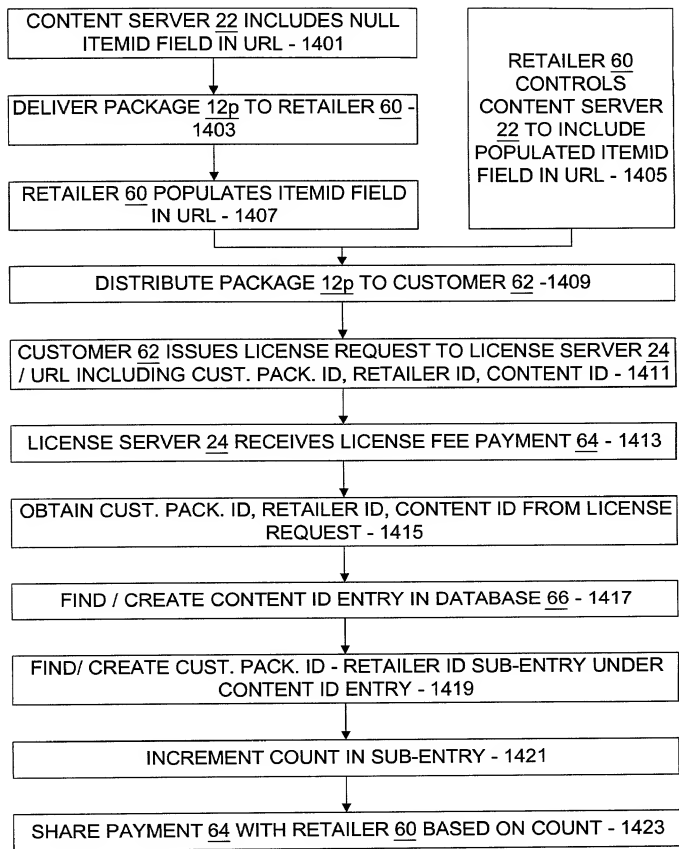 CONTENT SERVER 22 INCLUDES NULL
ITEMID FIELD IN URL - 1401
DELIVER PACKAGE 12p TO RETAILER 60 -
1403
RETAILER 60 POPULATES ITEMID FIELD
IN URL - 1407
RETAILER 60
CONTROLS
CONTENT SERVER
22 TO INCLUDE
POPULATED ITEMID
FIELD IN URL - 1405
DISTRIBUTE PACKAGE 12p TO CUSTOMER 62 -1409
CUSTOMER 62 ISSUES LICENSE REQUEST TO LICENSE SERVER 24
/ URL INCLUDING CUST. PACK. ID, RETAILER ID, CONTENT ID - 1411
LICENSE SERVER 24 RECEIVES LICENSE FEE PAYMENT 64 - 1413
OBTAIN CUST. PACK. ID, RETAILER ID, CONTENT ID FROM LICENSE
REQUEST - 1415
FIND / CREATE CONTENT ID ENTRY IN DATABASE 66 - 1417
FIND/ CREATE CUST. PACK. ID - RETAILER ID SUB-ENTRY UNDER
CONTENT ID ENTRY - 1419
INCREMENT COUNT IN SUB-ENTRY - 1421
SHARE PAYMENT 64 WITH RETAILER 60 BASED ON COUNT - 1423